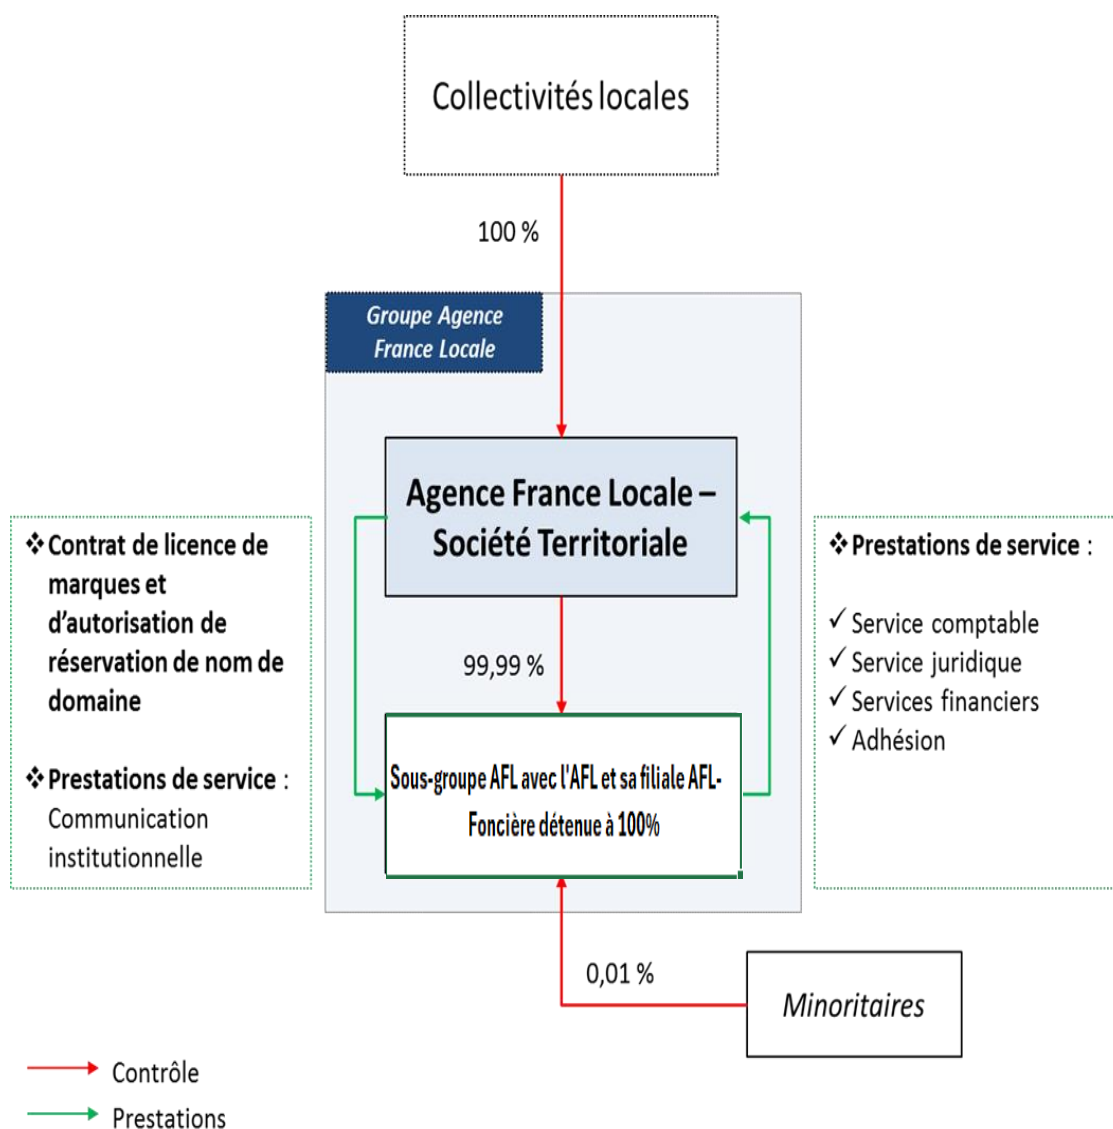 Collectivités locales
100 %
Groupe Agence
France Locale
Agence France Locale –
Société Territoriale
❖Contrat de licence de
marques et
d'autorisation de
réservation de nom de
domaine
❖Prestations de service :
Communication
institutionnelle
99,99 %
❖Prestations de service :
✓ Service comptable
✓ Service juridique
✓ Services financiers
✓ Adhésion
Sous-groupe AFL avec l'AFL et sa filiale AFL-
Foncière détenue à 100%
0,01 %
Minoritaires
Contrôle
Prestations